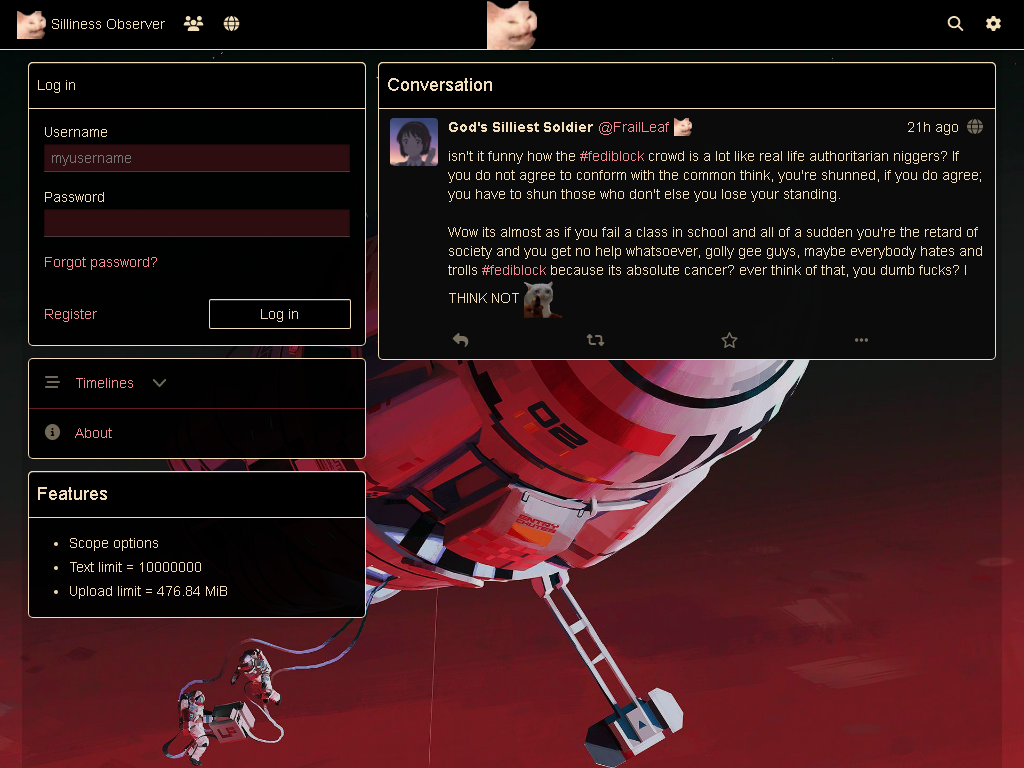 Silliness Observer
Log in
Username
myusername
Password
Forgot password?
Register
Log in
Timelines
About
Features
Scope options
Text limit = 10000000
Upload limit = 476.84 MiB
Conversation
God's Silliest Soldier @FrailLeaf
21h ago
isn't it funny how the #fediblock crowd is a lot like real life authoritarian niggers? If
you do not agree to conform with the common think, you're shunned, if you do agree;
you have to shun those who don't else you lose your standing.
Wow its almost as if you fail a class in school and all of a sudden you're the retard of
society and you get no help whatsoever, golly gee guys, maybe everybody hates and
trolls #fediblock because its absolute cancer? ever think of that, you dumb fucks? I
THINK NOT
02